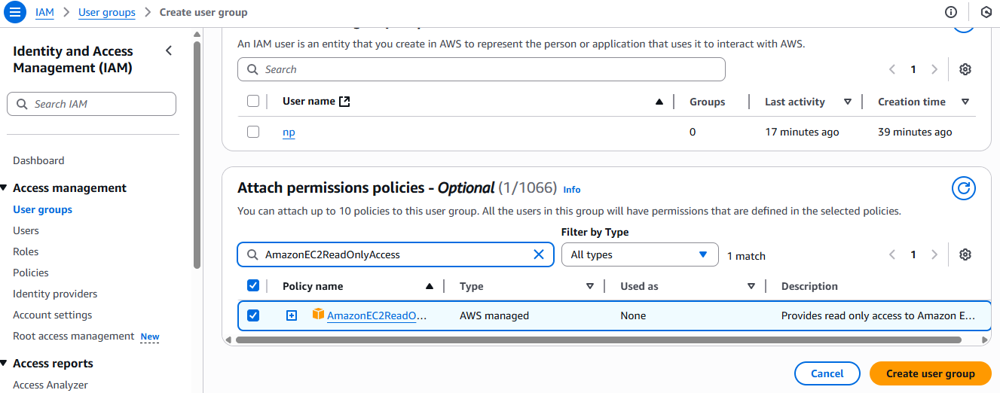 IAM > User groups > Create user group
Identity and Access
Management (IAM)
Search IAM
Dashboard
Access management
User groups
Users
Roles
Policies
Identity providers
Account settings
Root access management New
Access reports
Access Analyzer
An IAM user is an entity that you create in AWS to represent the person or application that uses it to interact with AWS.
Search
1
User name Groups Last activity Creation time
np 0 17 minutes ago 39 minutes ago
Attach permissions policies - Optional (1/1066) Info
You can attach up to 10 policies to this user group. All the users in this group will have permissions that are defined in the selected policies.
Filter by Type
AmazonEC2ReadOnlyAccess All types 1 match 1
Policy name Type Used as Description
AmazonEC2ReadO... AWS managed None Provides read only access to Amazon E...
Cancel Create user group